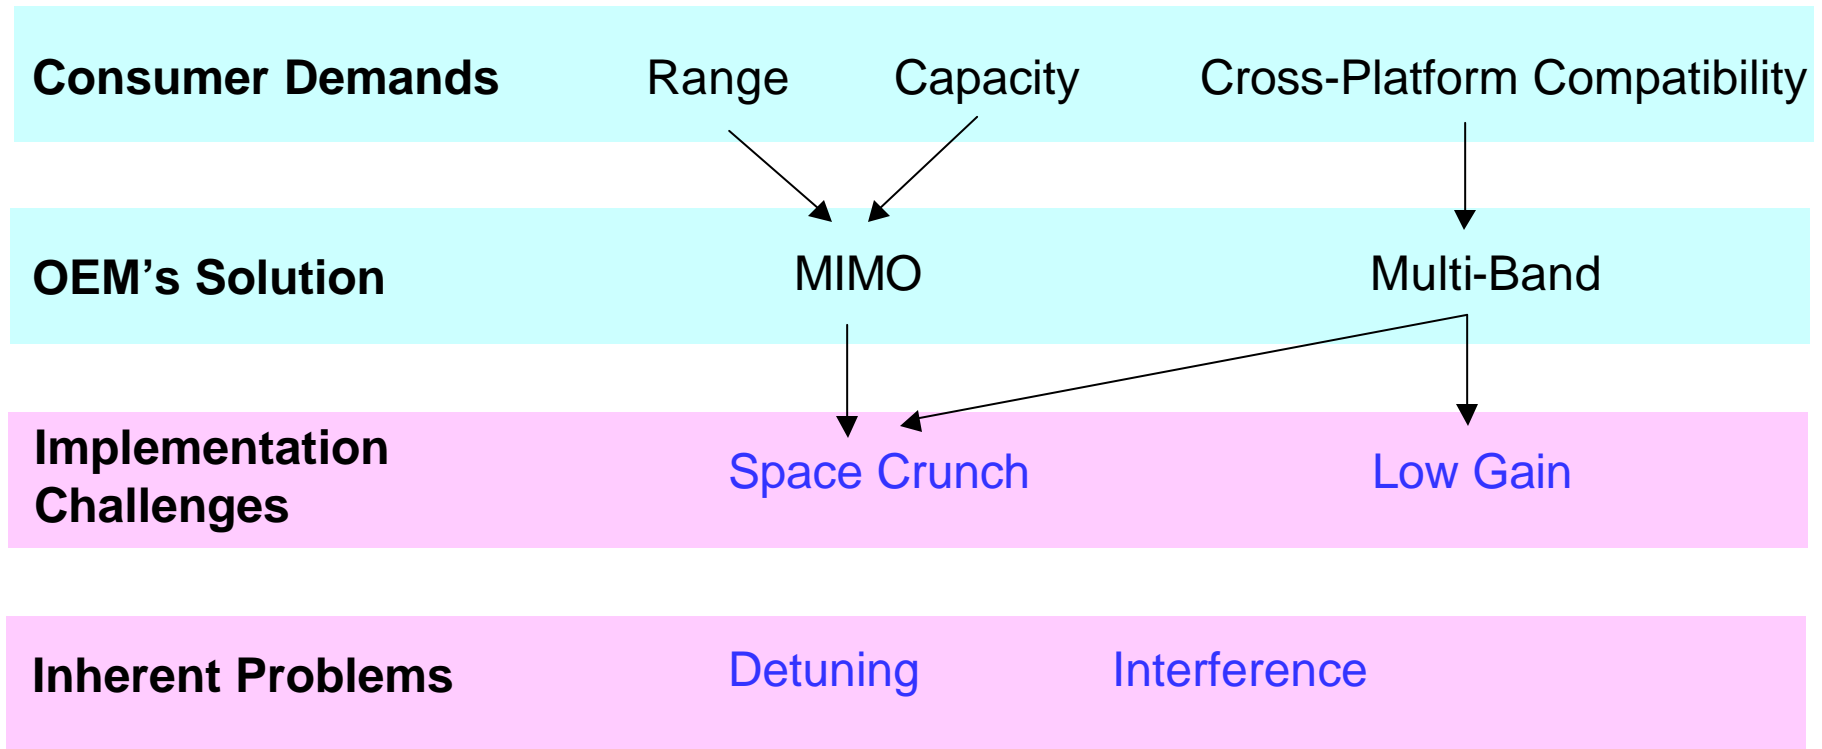 Consumer Demands Range Capacity Cross-Platform Compatibility
OEM’s Solution MIMO Multi-Band
Implementation
Challenges
Space Crunch Low Gain
Inherent Problems Detuning Interference